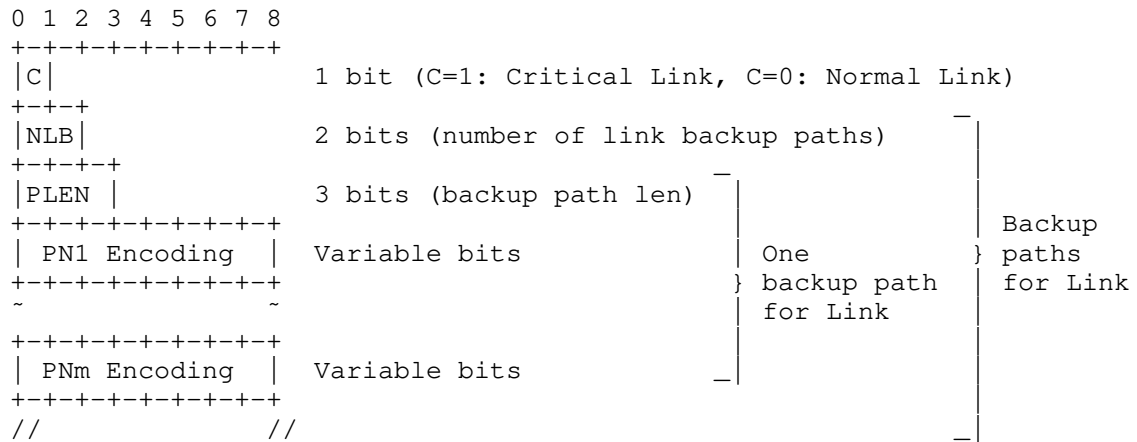 0 1 2 3 4 5 6 7 8
+-+-+-+-+-+-+-+-+
|C|                 1 bit (C=1: Critical Link, C=0: Normal Link)
+-+-+                                                       _
|NLB|               2 bits (number of link backup paths)     |
+-+-+-+                                      _               |
|PLEN |             3 bits (backup path len)  |              |
+-+-+-+-+-+-+-+-+                             |              | Backup
| PN1 Encoding  |   Variable bits             | One          } paths
+-+-+-+-+-+-+-+-+                             } backup path  | for Link
~               ~                             | for Link     |
+-+-+-+-+-+-+-+-+                             |              |
| PNm Encoding  |   Variable bits            _|              |
+-+-+-+-+-+-+-+-+                                            |
//               //                                         _|